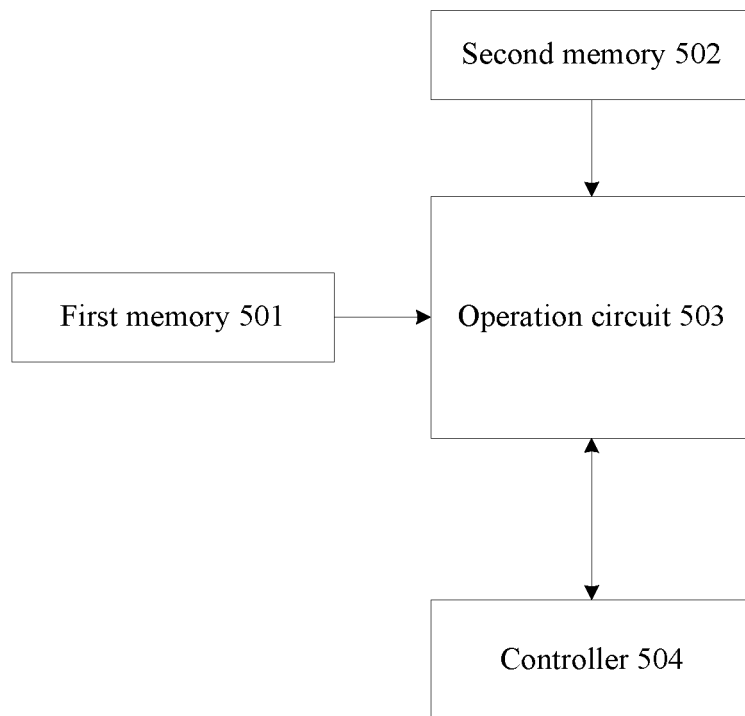 Second memory 502
First memory 501
Operation circuit 503
Controller 504